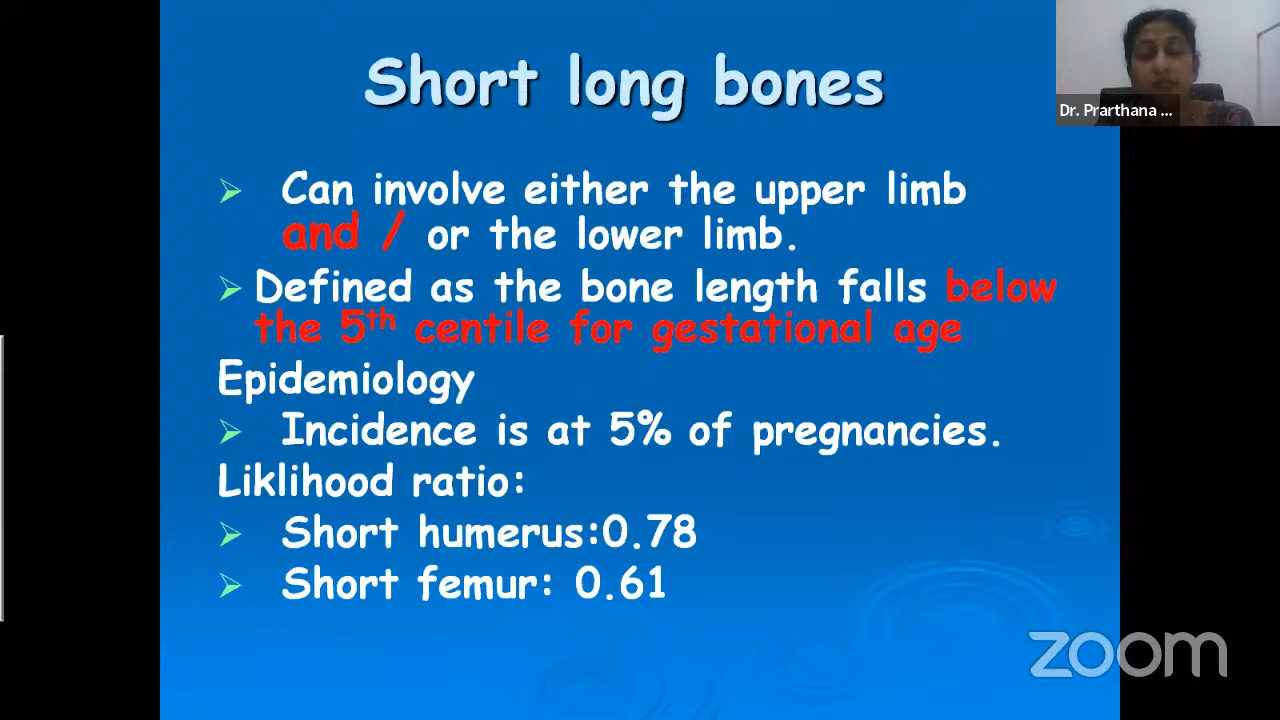 Short long bones
Dr. Prarthana ...
Can involve either the upper limb
and / or the lower limb.
Defined as the bone length falls below
the 5th centile for gestational age
Epidemiology
Incidence is at 5% of pregnancies.
Liklihood ratio:
Short humerus:0.78
Short femur: 0.61
zoom